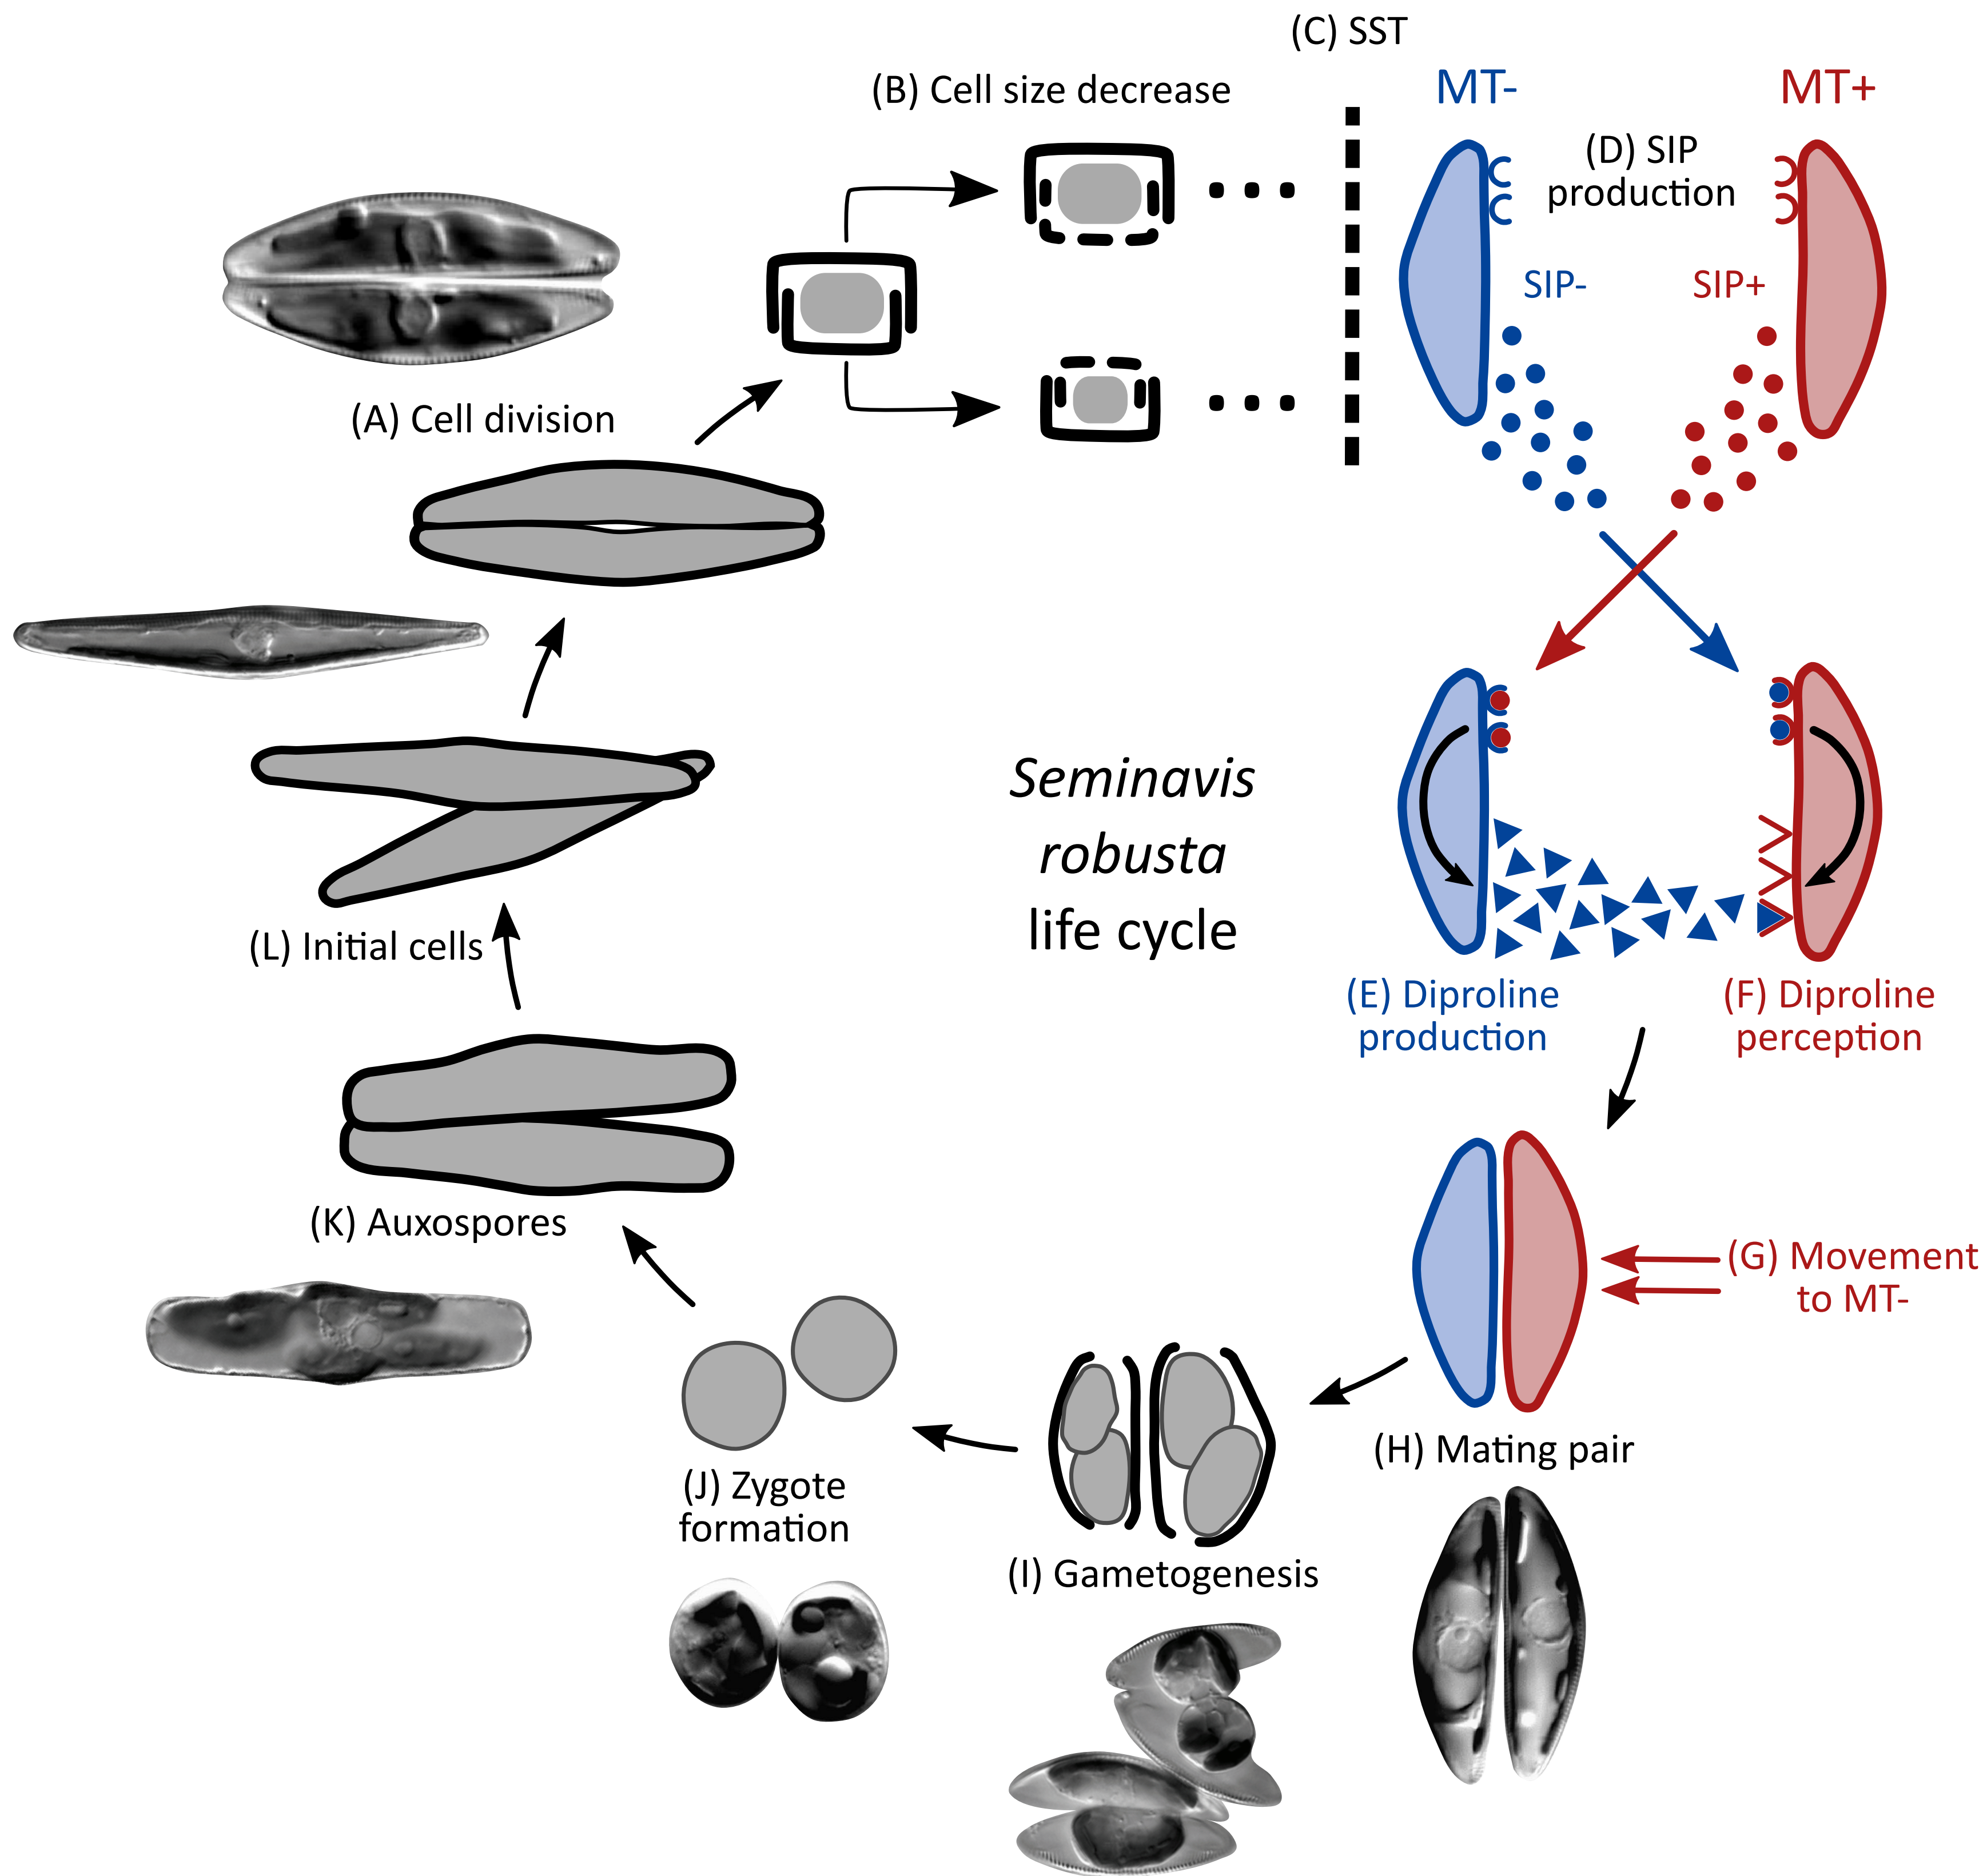 (C) SST
(B) Cell size decrease
MT-
MT+
(D) SIP
production
SIP-
SIP+
(A) Cell division
Seminavis
robusta
life cycle
(L) Initial cells
(E) Diproline
production
(F) Diproline
perception
(K) Auxospores
(G) Movement
to MT-
(H) Mating pair
(J) Zygote
formation
(I) Gametogenesis